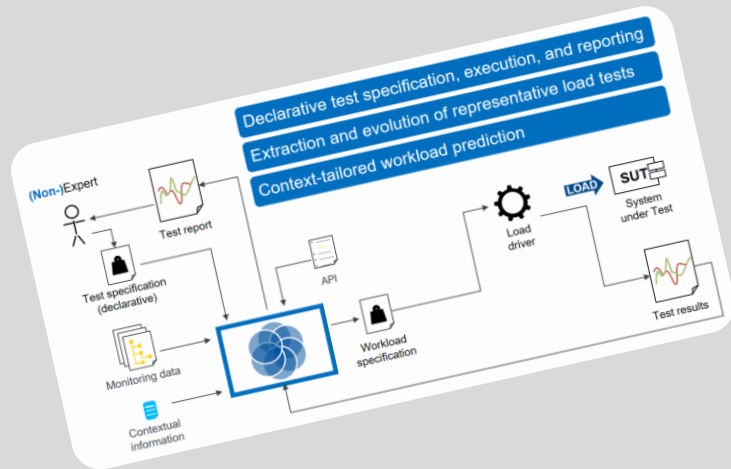 Declarative test specification, execution, and reporting
Extraction and evolution of representative load tests
Context-tailored workload prediction
(Non-)Expert
Test report
Test specification
(declarative)
Monitoring data
Contextual
information
API
Workload
specification
Load
driver
LOAD
SUT
System
under Test
Test results